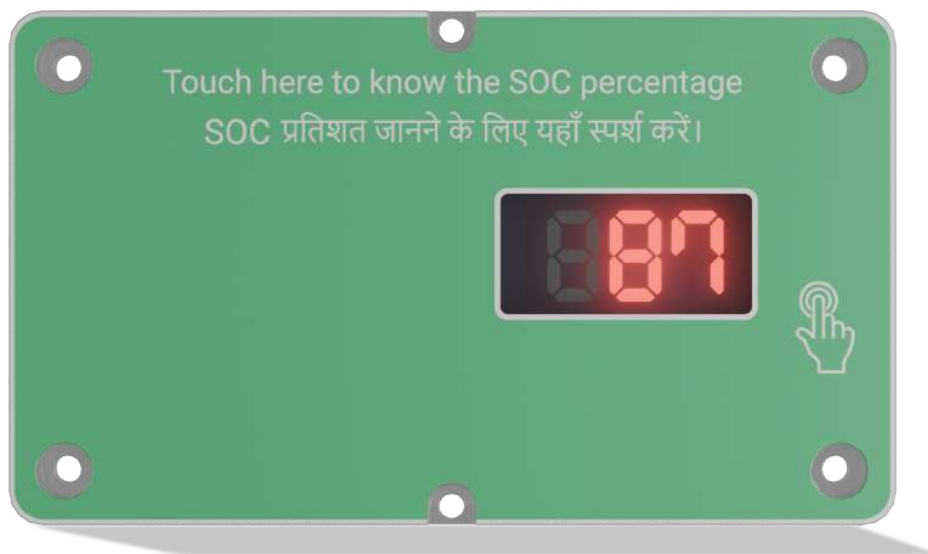 Touch here to know the SOC percentage
SOC प्रतिशत जानने के लिए यहाँ स्पर्श करें।
87